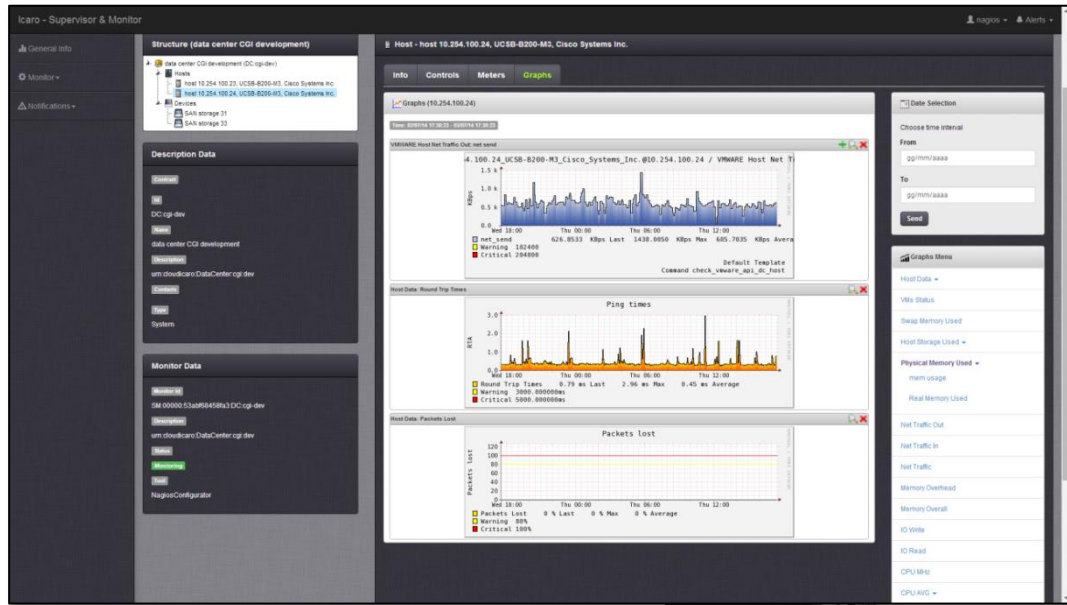 Icaro - Supervisor & Monitor
nagios
Alerts
General Info
Monitor
Notifications
Structure (data center CGI development)
data center CGI development (DC:cgi-dev)
Hosts
host 10.254.100.23, UCSB-B200-M3, Cisco Systems Inc.
host 10.254.100.24, UCSB-B200-M3, Cisco Systems Inc.
Devices
SAN storage 31
SAN storage 33
Description Data
Contract
Id
DC:cgi-dev
Name
data center CGI development
Description
urn:cloudicaro:DataCenter:cgi-dev
Contacts
Type
System
Monitor Data
Monitor Id
Description
urn:cloudicaro:DataCenter:cgi-dev
Status
Monitoring
Tool
NagiosConfigurator
Host - host 10.254.100.24, UCSB-B200-M3, Cisco Systems Inc.
Info Controls Meters Graphs
Graphs (10.254.100.24)
VMWARE Host Net Traffic Out: net send
4.100.24_UCSB-B200-M3_Cisco_Systems_Inc.@10.254.100.24 / VMWARE Host Net T
1.5 k
1.0 k
0.5 k
0.0
KBps
Wed 18:00 Thu 00:00 Thu 06:00 Thu 12:00
net_send 626.8533 KBps Last 1438.0050 KBps Max 605.7035 KBps Avera
Warning 102400
Critical 204800
Default Template
Command check_vmware_api_dc_host
Host Data: Round Trip Times
Ping times
3.0
2.0
1.0
0.0
RTA
Wed 18:00 Thu 00:00 Thu 06:00 Thu 12:00
Round Trip Times 0.79 ms Last 2.96 ms Max 0.45 ms Average
Warning 3000.000000ms
Critical 5000.000000ms
Host Data: Packets Lost
Packets lost
120
100
80
60
40
20
0
Packets lost
Wed 18:00 Thu 00:00 Thu 06:00 Thu 12:00
Packets Lost 0 % Last 0 % Max 0 % Average
Warning 80%
Critical 100%
Date Selection
Choose time interval
From
gg/mm/aaaa
To
gg/mm/aaaa
Send
Graphs Menu
Host Data
VMs Status
Swap Memory Used
Host Storage Used
Physical Memory Used
mem usage
Real Memory Used
Net Traffic Out
Net Traffic In
Net Traffic
Memory Overhead
Memory Overall
IO Write
IO Read
CPU MHz
CPU AVG